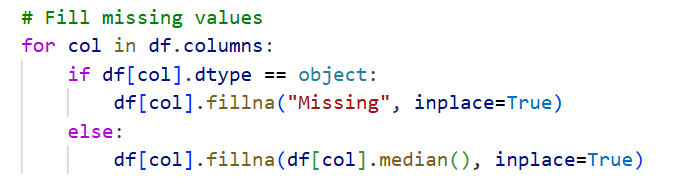 # Fill missing values
for col in df.columns:
    if df[col].dtype == object:
        df[col].fillna("Missing", inplace=True)
    else:
        df[col].fillna(df[col].median(), inplace=True)